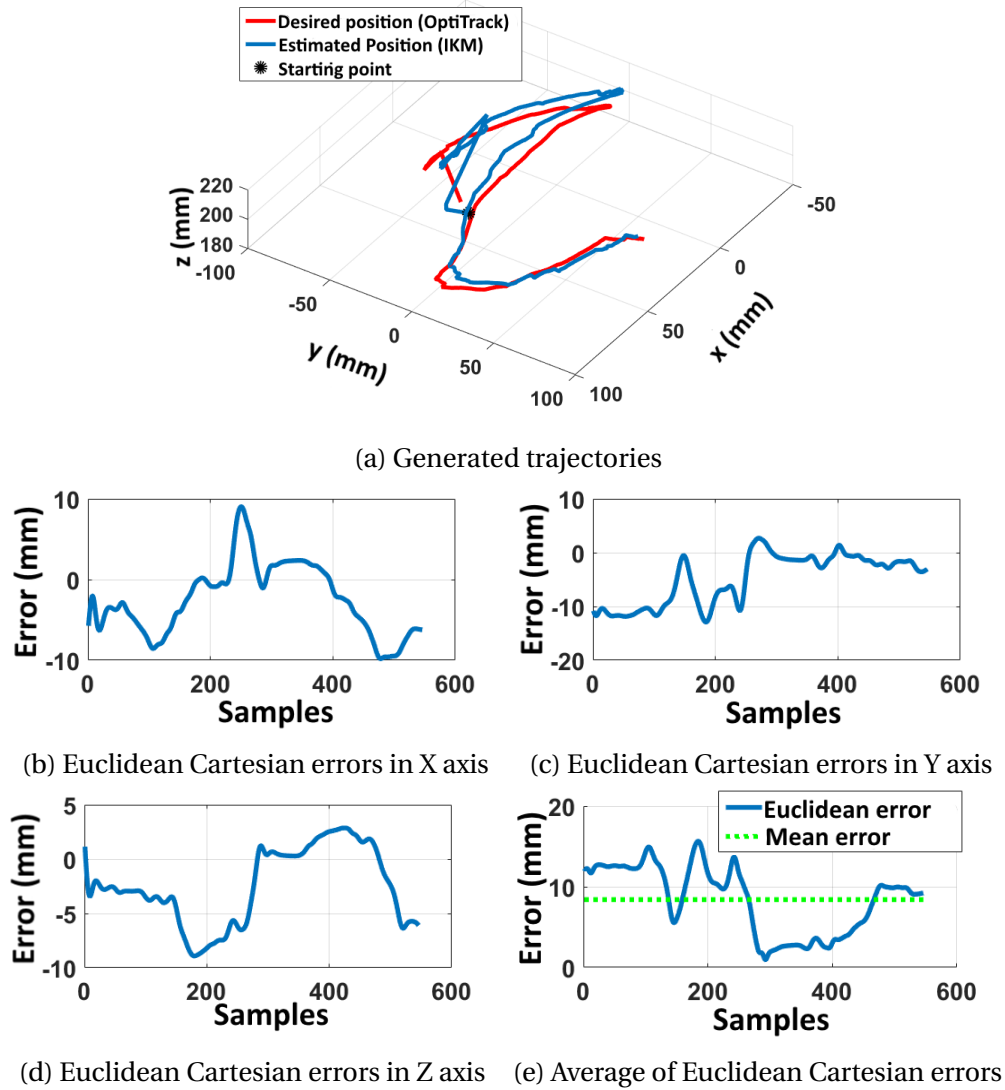 Desired position (OptiTrack)
Estimated Position (IKM)
Starting point
220
200
180
z (mm)
-100
-50
0
50
100
y (mm)
100
50
0
-50
x (mm)
(a) Generated trajectories
10
0
-10
Error (mm)
0 200 400 600
Samples
10
0
-10
-20
Error (mm)
0 200 400 600
Samples
(b) Euclidean Cartesian errors in X axis
(c) Euclidean Cartesian errors in Y axis
5
0
-5
-10
Error (mm)
0 200 400 600
Samples
Euclidean error
Mean error
20
10
0
Error (mm)
0 200 400 600
Samples
(d) Euclidean Cartesian errors in Z axis
(e) Average of Euclidean Cartesian errors